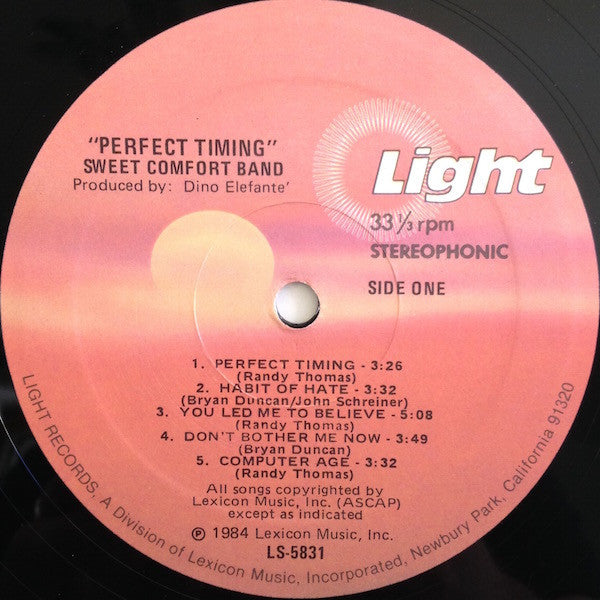 "PERFECT TIMING"
SWEET COMFORT BAND
Produced by: Dino Elefante'
Light
33 1/3 rpm
STEREOPHONIC
SIDE ONE
1. PERFECT TIMING - 3:26
(Randy Thomas)
2. HABIT OF HATE - 3:32
(Bryan Duncan/John Schreiner)
3. YOU LED ME TO BELIEVE - 5:08
(Randy Thomas)
4. DON'T BOTHER ME NOW - 3:49
(Bryan Duncan)
5. COMPUTER AGE - 3:32
(Randy Thomas)
All songs copyrighted by
Lexicon Music, Inc. (ASCAP)
except as indicated
℗ 1984 Lexicon Music, Inc.
LS-5831
LIGHT RECORDS, A Division of Lexicon Music, Incorporated, Newbury Park, California 91320